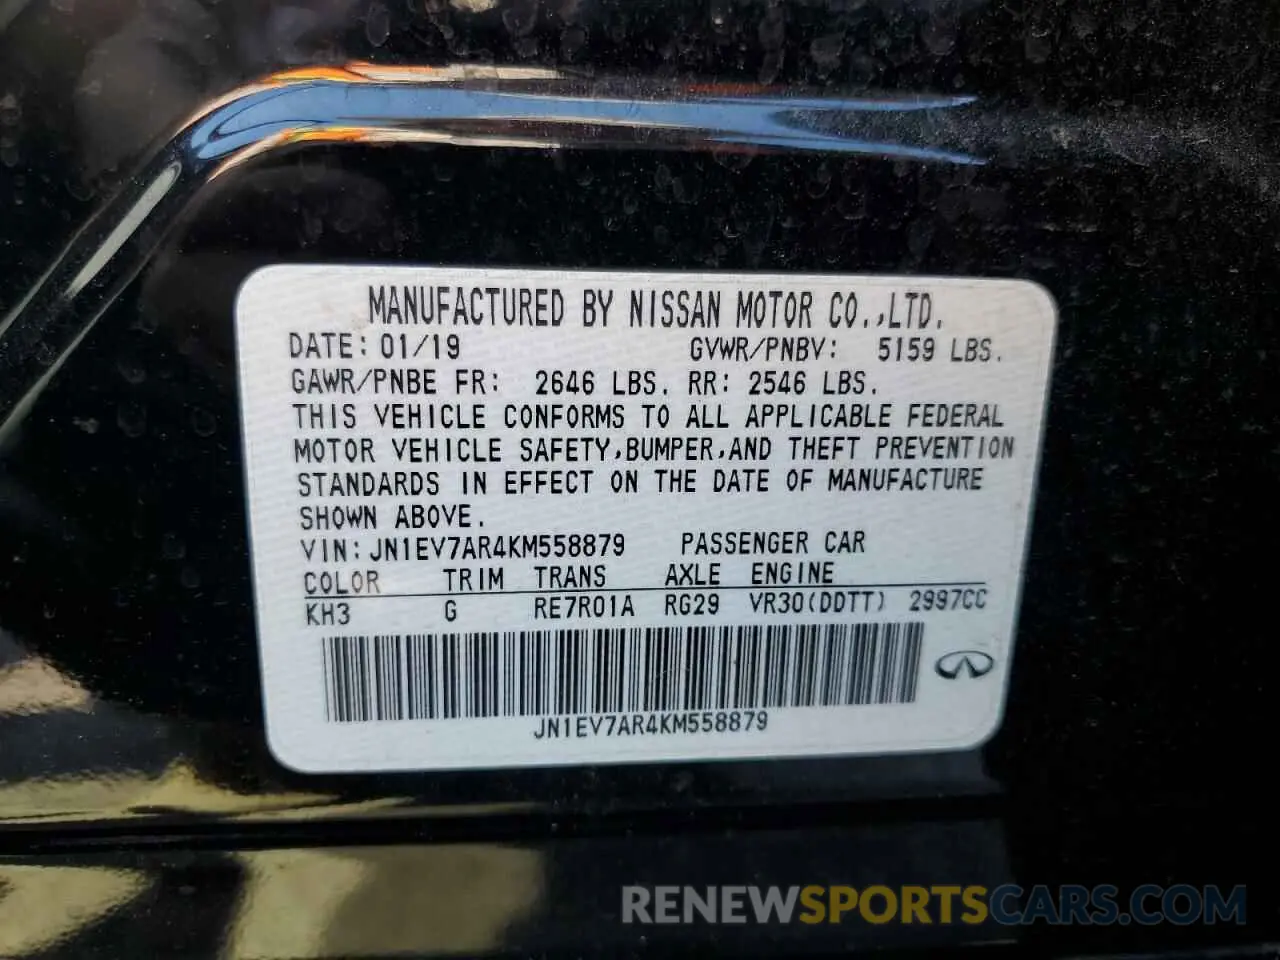 MANUFACTURED BY NISSAN MOTOR CO.,LTD.
DATE: 01/19 GVWR/PNBV: 5159 LBS.
GAWR/PNBE FR: 2646 LBS. RR: 2546 LBS.
THIS VEHICLE CONFORMS TO ALL APPLICABLE FEDERAL
MOTOR VEHICLE SAFETY,BUMPER,AND THEFT PREVENTION
STANDARDS IN EFFECT ON THE DATE OF MANUFACTURE
SHOWN ABOVE.
VIN: JN1EV7AR4KM558879 PASSENGER CAR
COLOR TRIM TRANS AXLE ENGINE
KH3 G RE7R01A RG29 VR30(DDTT) 2997CC
JN1EV7AR4KM558879
RENEWSPORTSCARS.COM